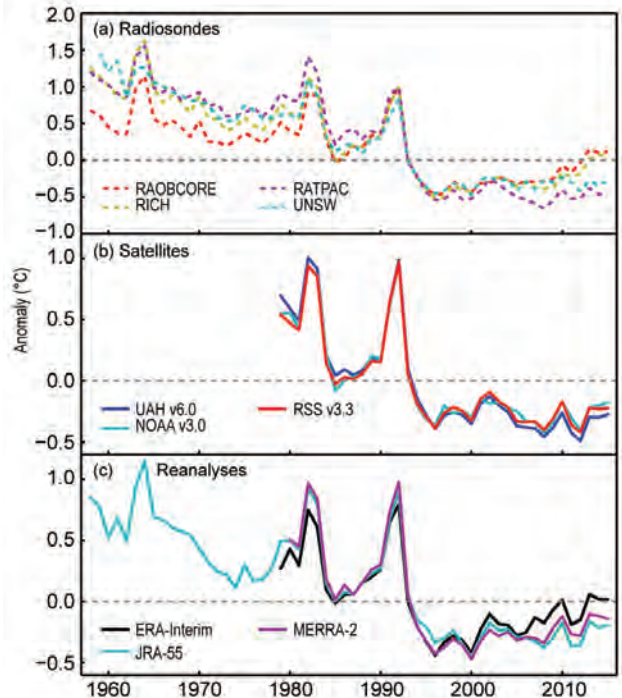 2.0
(a) Radiosondes
1.5
1.0
0.5
0.0
−0.5
RAOBCORE
RATPAC
RICH
UNSW
−1.0
(b) Satellites
1.0
0.5
0.0
UAH v6.0
RSS v3.3
NOAA v3.0
−0.5
(c)
Reanalyses
1.0
0.5
0.0
ERA-Interim
MERRA-2
JRA-55
−0.5
1960
1970
1980
1990
2000
2010
Anomaly (°C)